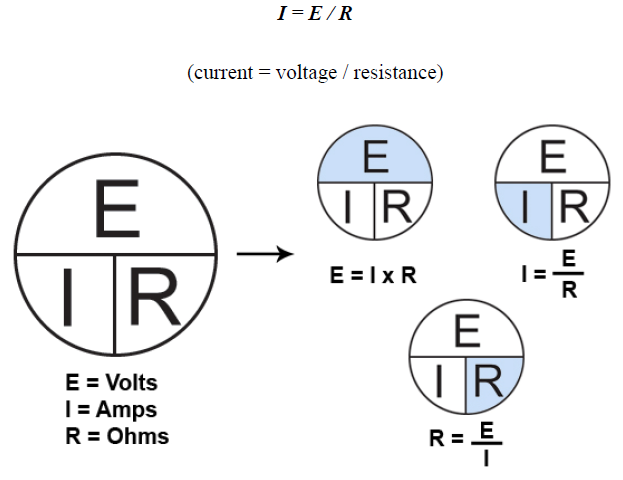 I = E / R
(current = voltage / resistance)
E
I R
E = Volts
I = Amps
R = Ohms
E
I R
E = I x R
E
I R
I = E
R
E
I R
R = E
I